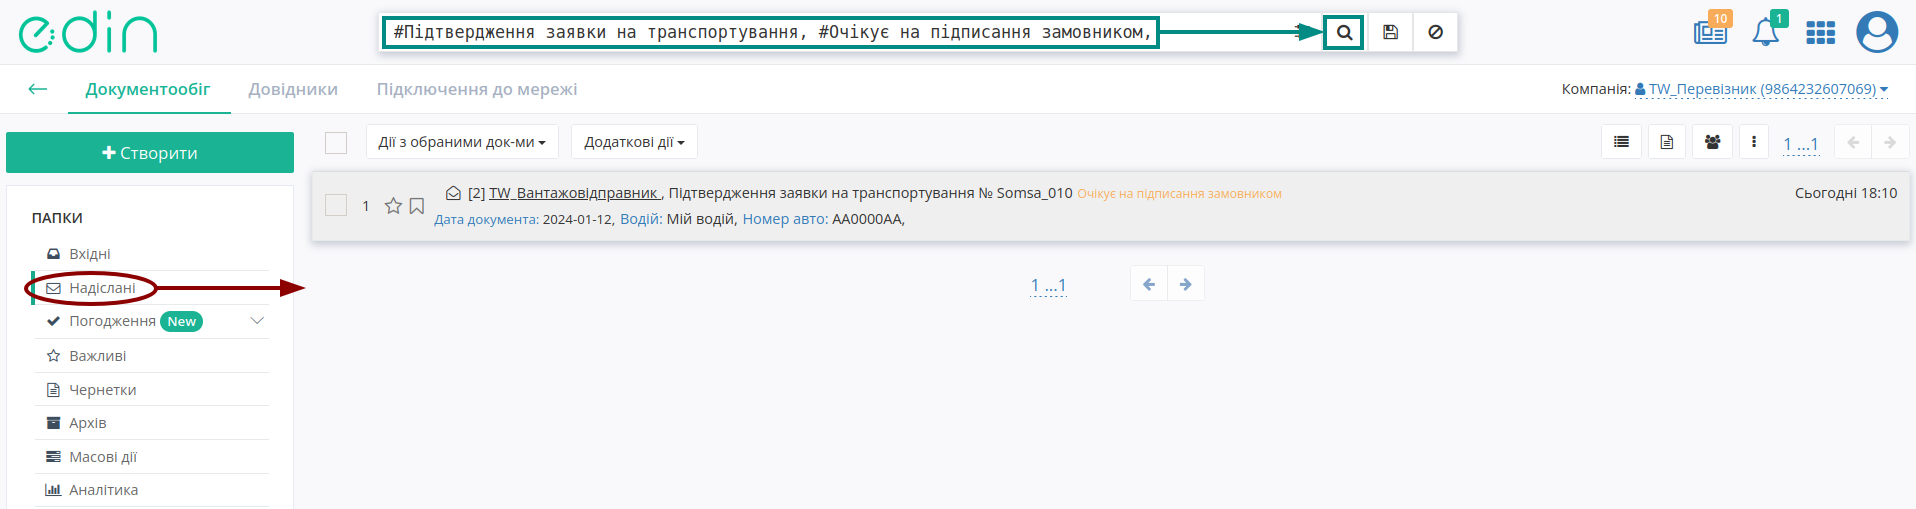 edin
#Підтвердження заявки на транспортування, #Очікує на підписання замовником,
10
1
Документообіг
Довідники
Підключення до мережі
Компанія: TW_Перевізник (9864232607069)
Створити
Дії з обраними док-ми
Додаткові дії
1 ...1
ПАПКИ
1
[2] TW_Вантажовідправник , Підтвердження заявки на транспортування № Somsa_010 Очікує на підписання замовником
Сьогодні 18:10
Дата документа: 2024-01-12, Водій: Мій водій, Номер авто: AA0000AA,
Вхідні
Надіслані
1 ...1
Погодження New
Важливі
Чернетки
Архів
Масові дії
Аналітика